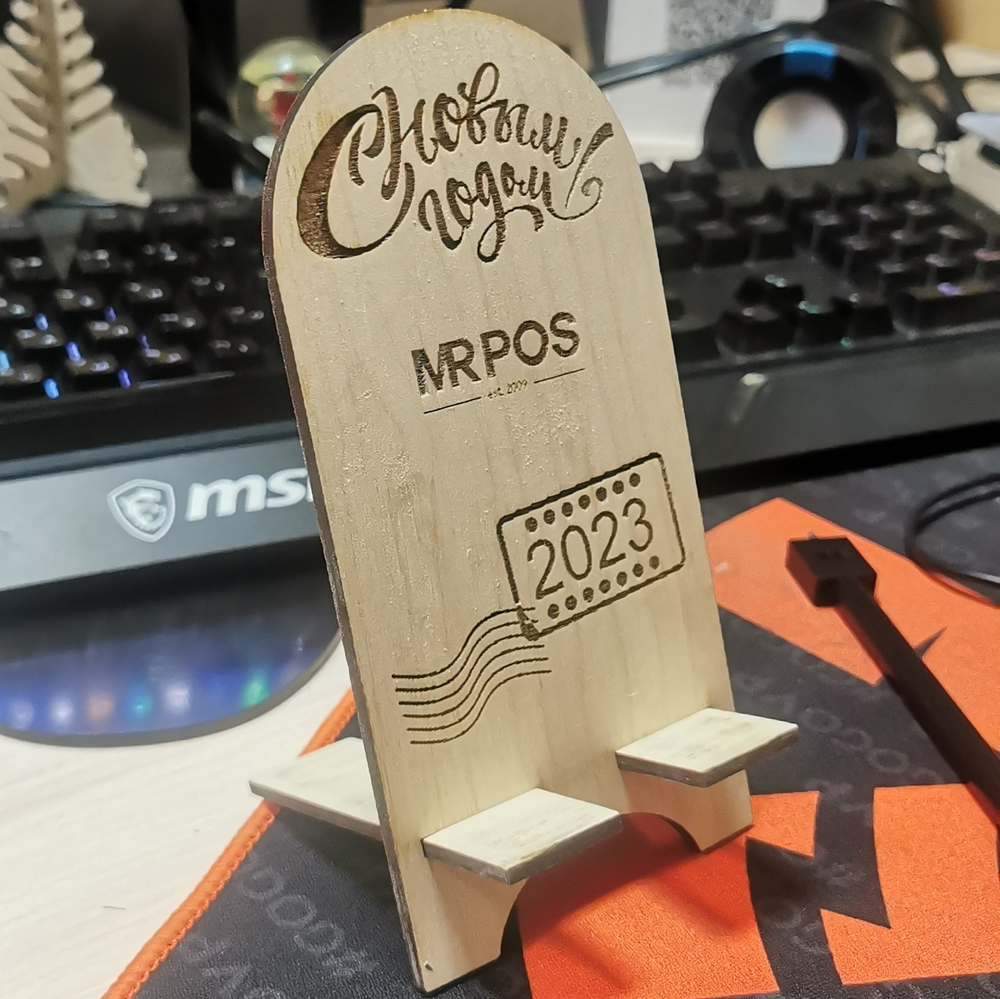 С Новым
годом!
MRPOS
est. 2009
2023
msi